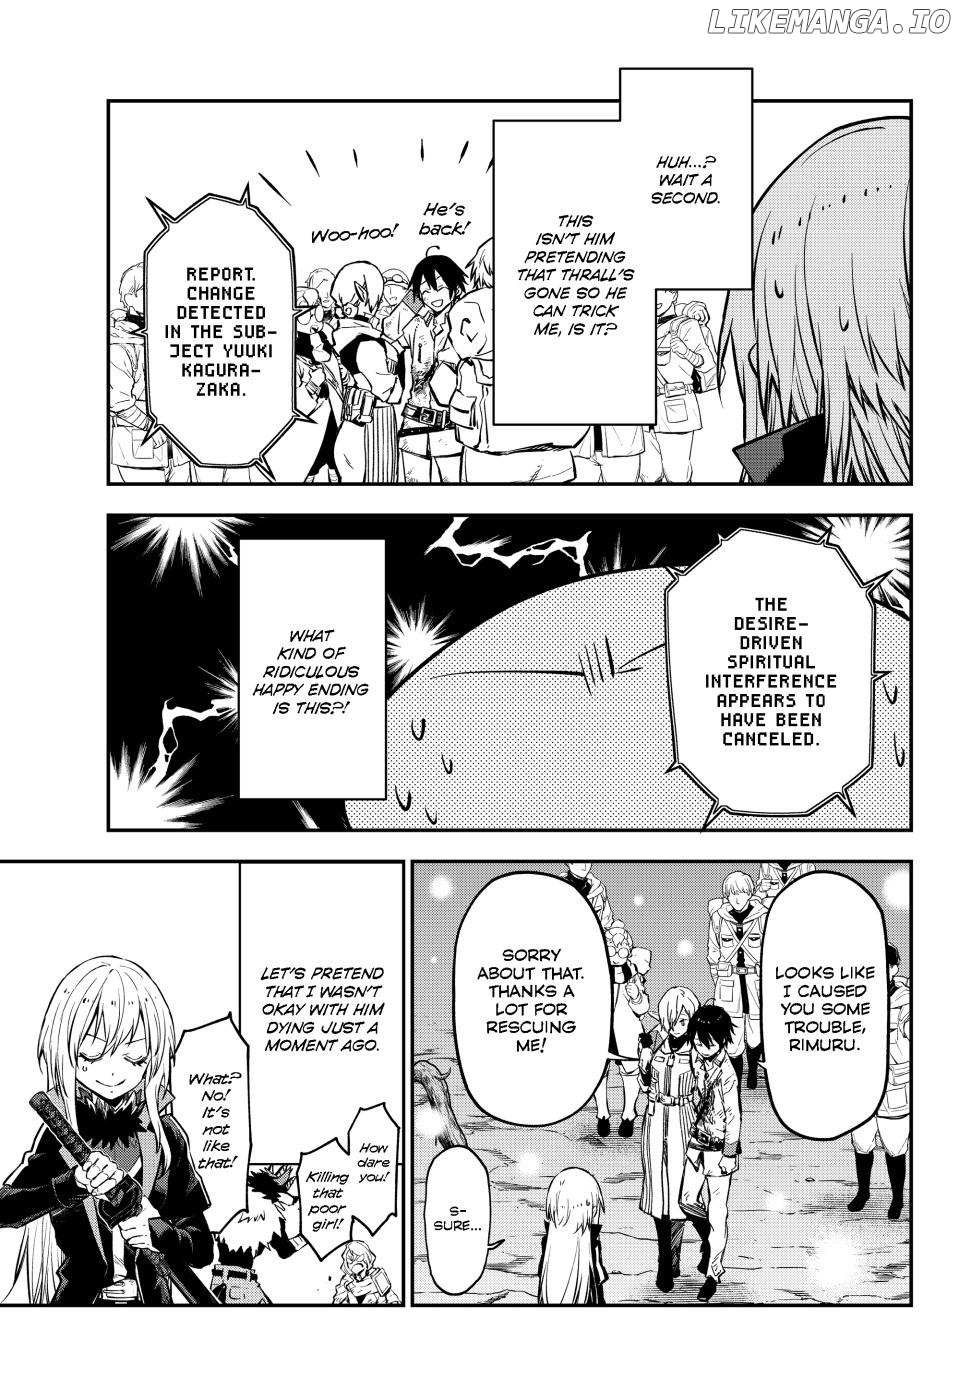 LIKEMANGA.IO
HUH...?
WAIT A
SECOND.
THIS
ISN'T HIM
PRETENDING
THAT THRALL'S
GONE SO HE
CAN TRICK
ME, IS IT?
He's
back!
Woo-hoo!
REPORT.
CHANGE
DETECTED
IN THE SUB-
JECT YUUKI
KAGURA-
ZAKA.
THE
DESIRE-
DRIVEN
SPIRITUAL
INTERFERENCE
APPEARS TO
HAVE BEEN
CANCELED.
WHAT
KIND OF
RIDICULOUS
HAPPY ENDING
IS THIS?!
LOOKS LIKE
I CAUSED
YOU SOME
TROUBLE,
RIMURU.
SORRY
ABOUT THAT.
THANKS A
LOT FOR
RESCUING
ME!
S-
SURE...
LET'S PRETEND
THAT I WASN'T
OKAY WITH HIM
DYING JUST A
MOMENT AGO.
How
dare
you!
Killing
that
poor
girl!
What?
No!
It's
not
like
that!